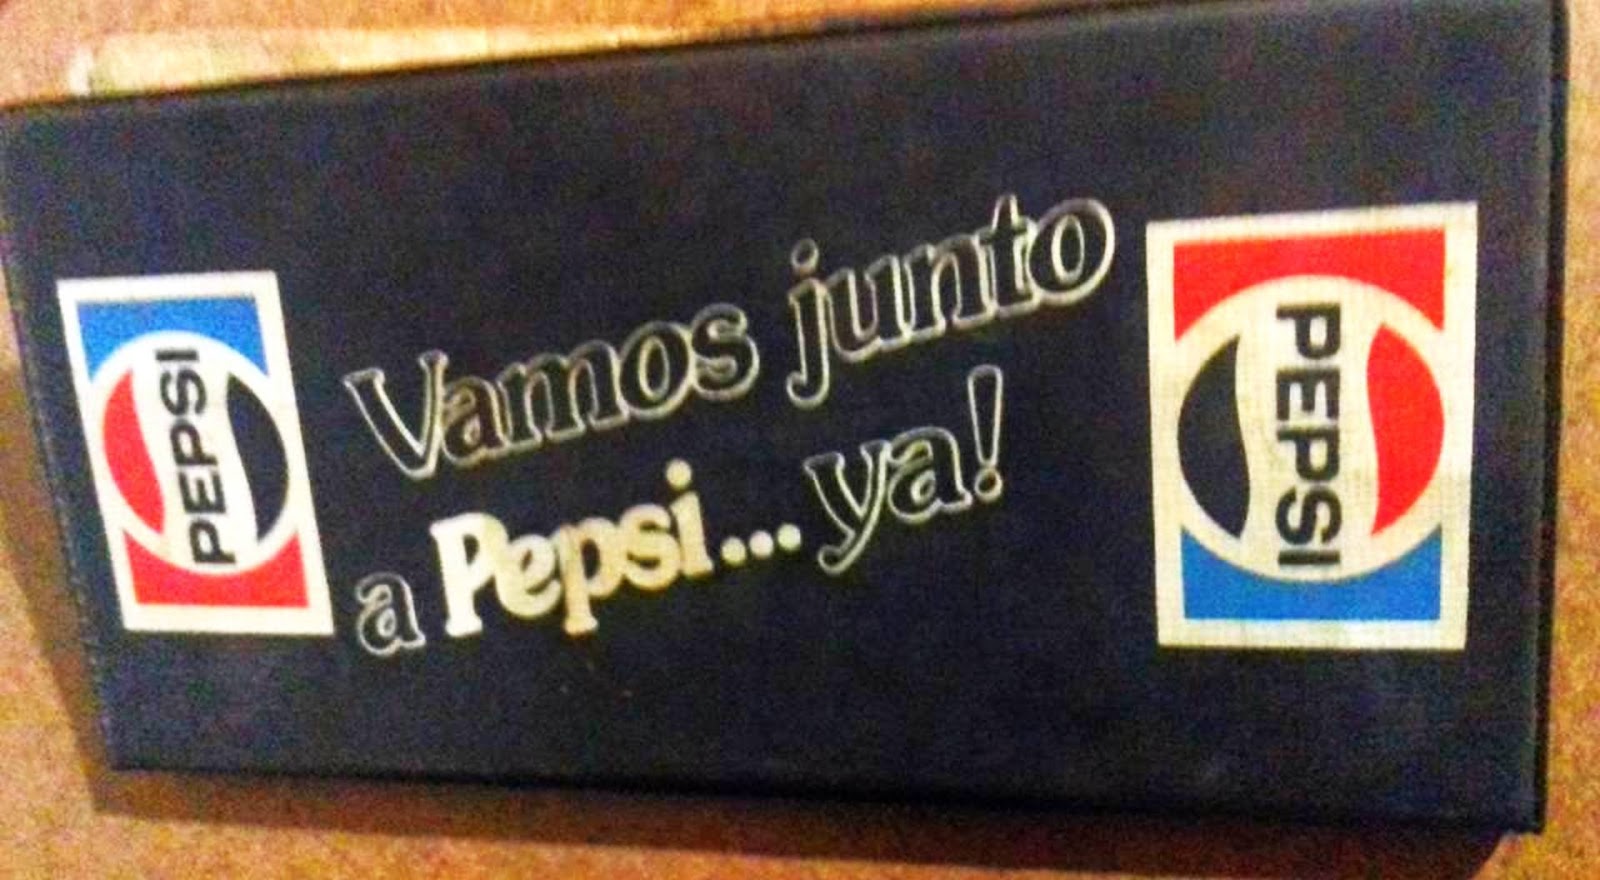 PEPSI
Vamos junto
a Pepsi... ya!
PEPSI